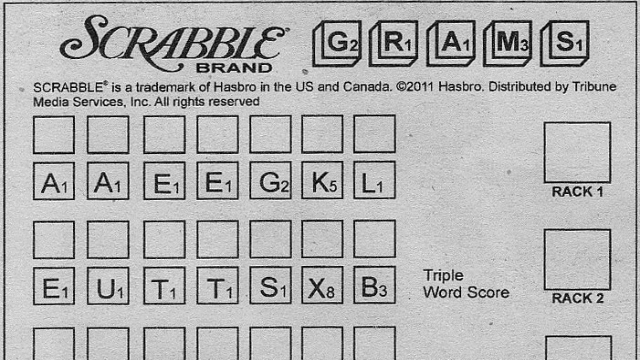 SCRABBLE® G2 R1 A1 M3 S1
BRAND
SCRABBLE® is a trademark of Hasbro in the US and Canada. ©2011 Hasbro. Distributed by Tribune
Media Services, Inc. All rights reserved
A1 A1 E1 E1 G2 K5 L1
RACK 1
E1 U1 T1 T1 S1 X8 B3
Triple
Word Score
RACK 2